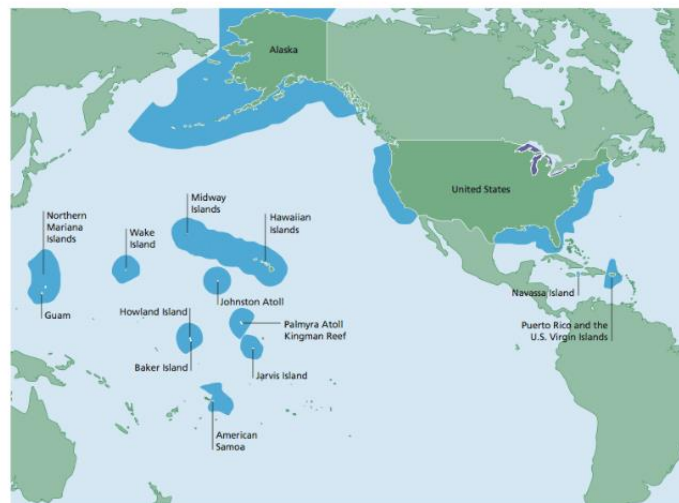 Alaska
United States
Northern
Mariana
Islands
Wake
Island
Midway
Islands
Hawaiian
Islands
Guam
Johnston Atoll
Navassa Island
Howland Island
Palmyra Atoll
Kingman Reef
Puerto Rico and the
U.S. Virgin Islands
Baker Island
Jarvis Island
American
Samoa